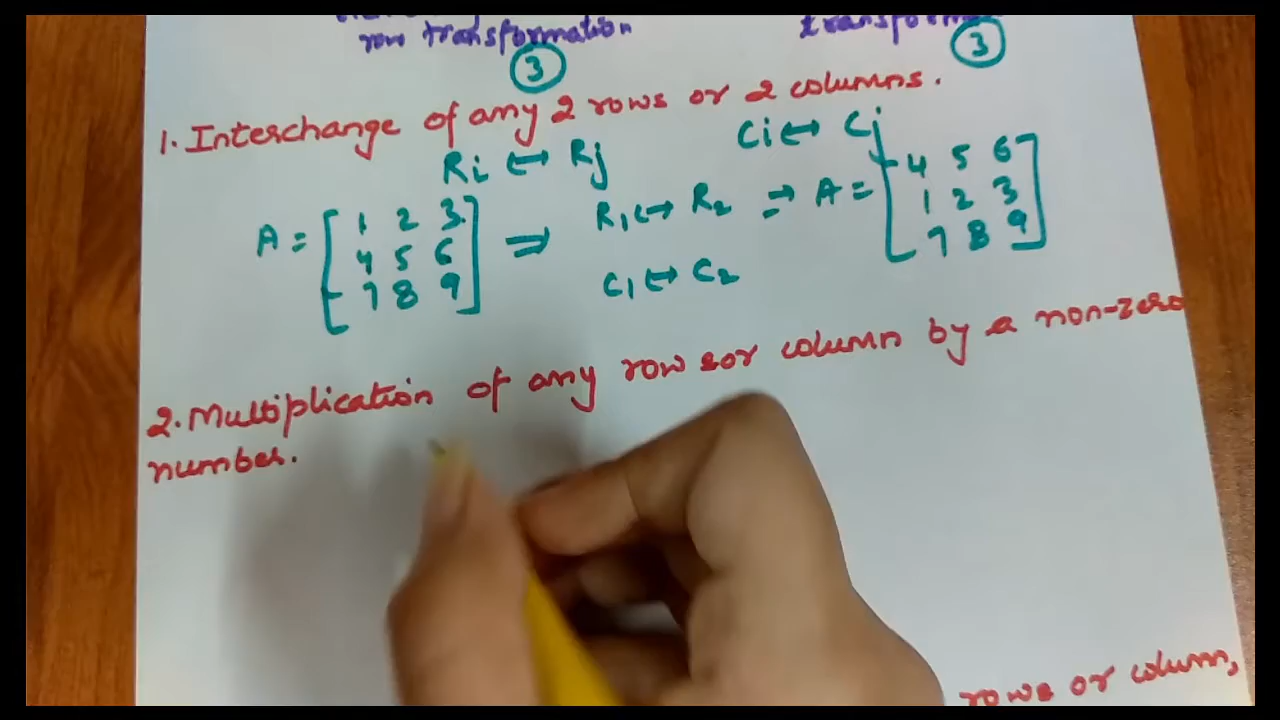 row transformation
③ ③
1. Interchange of any 2 rows or 2 columns.
Ri ↔ Rj Ci ↔ Cj
A = [1 2 3 R1 ↔ R2 ⇒ A = [4 5 6
4 5 6 ⇒ 1 2 3
7 8 9] C1 ↔ C2 7 8 9]
2. Multiplication of any row or column by a non-zero
number.
rows or column,